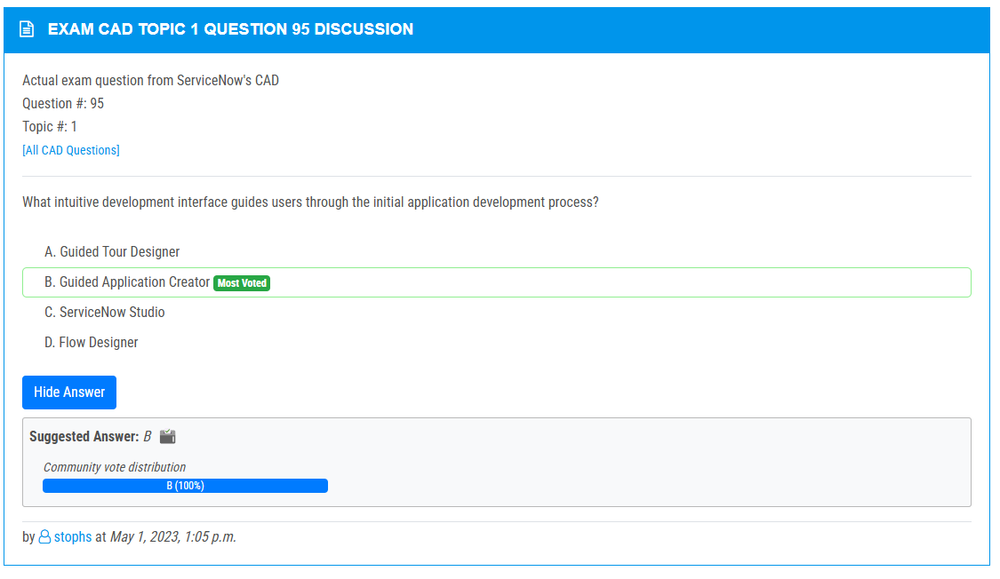 EXAM CAD TOPIC 1 QUESTION 95 DISCUSSION
Actual exam question from ServiceNow's CAD
Question #: 95
Topic #: 1
[All CAD Questions]
What intuitive development interface guides users through the initial application development process?
A. Guided Tour Designer
B. Guided Application Creator Most Voted
C. ServiceNow Studio
D. Flow Designer
Hide Answer
Suggested Answer: B
Community vote distribution
B (100%)
by stophs at May 1, 2023, 1:05 p.m.